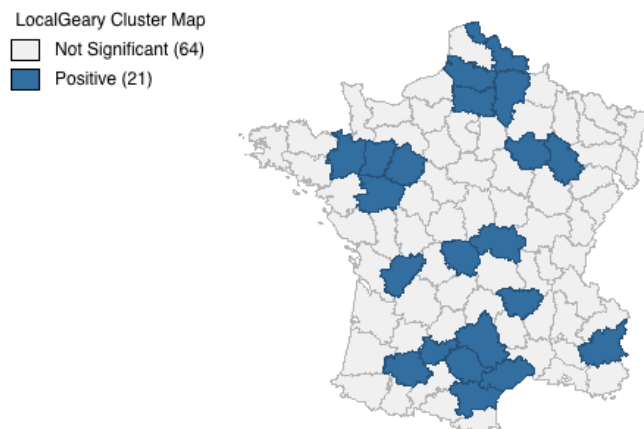 LocalGeary Cluster Map
Not Significant (64)
Positive (21)